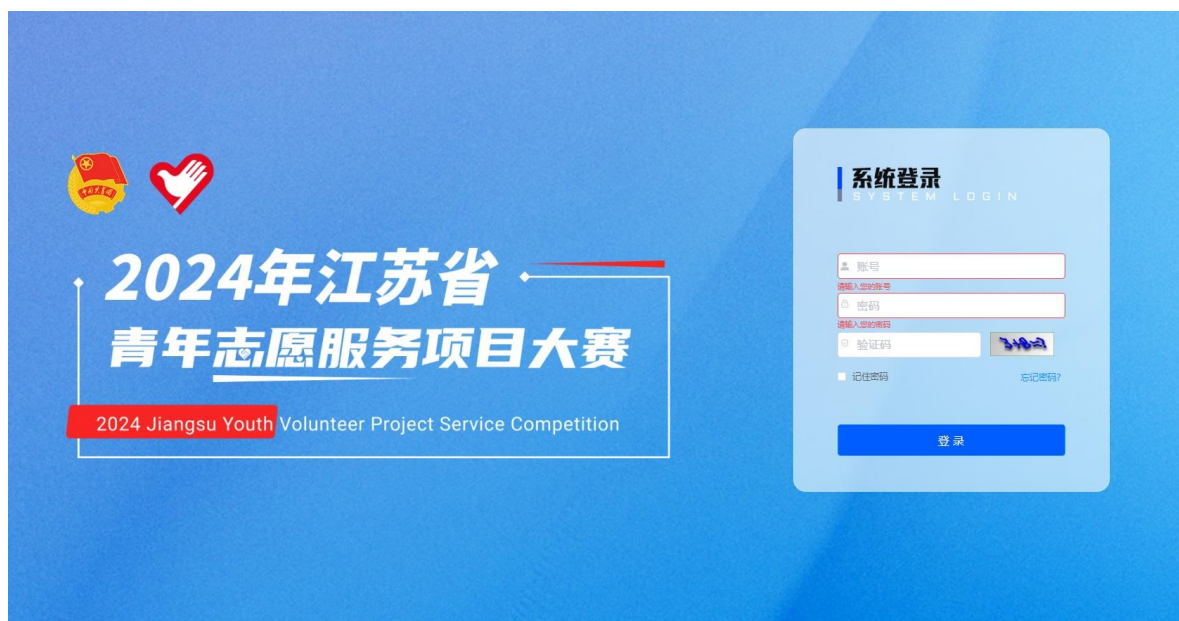 2024年江苏省
青年志愿服务项目大赛
2024 Jiangsu Youth Volunteer Project Service Competition
系统登录
SYSTEM LOGIN
账号
请输入您的账号
密码
请输入您的密码
验证码
记住密码
忘记密码?
登 录